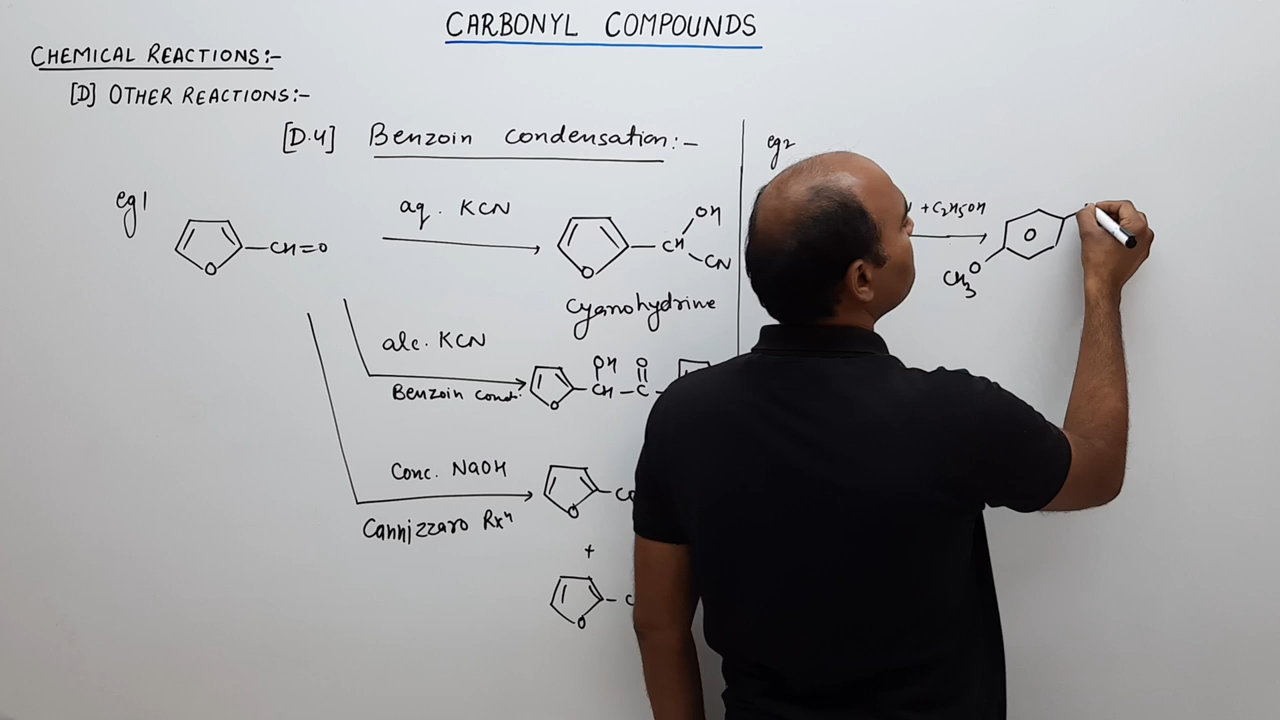 CARBONYL COMPOUNDS
CHEMICAL REACTIONS:-
[D] OTHER REACTIONS:-
[D.4] Benzoin condensation:-
eg1
O
CH=O
aq. KCN
O
CH
OH
CN
Cyanohydrine
alc. KCN
Benzoin cond.
O
OH
CH
O
C
Conc. NaOH
Cannizzaro Rxn
O
+
O
eg2
+C2H5OH
O
O
CH3